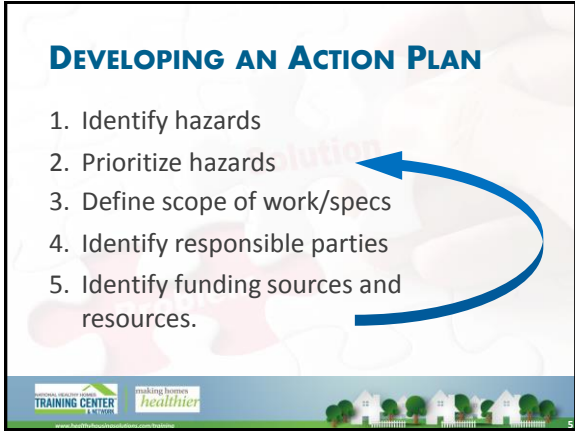 DEVELOPING AN ACTION PLAN
1. Identify hazards
2. Prioritize hazards
3. Define scope of work/specs
4. Identify responsible parties
5. Identify funding sources and
resources.
Solution
Problem
NATIONAL HEALTHY HOMES
TRAINING CENTER
& NETWORK
making homes
healthier
www.healthyhousingsolutions.com/training
5